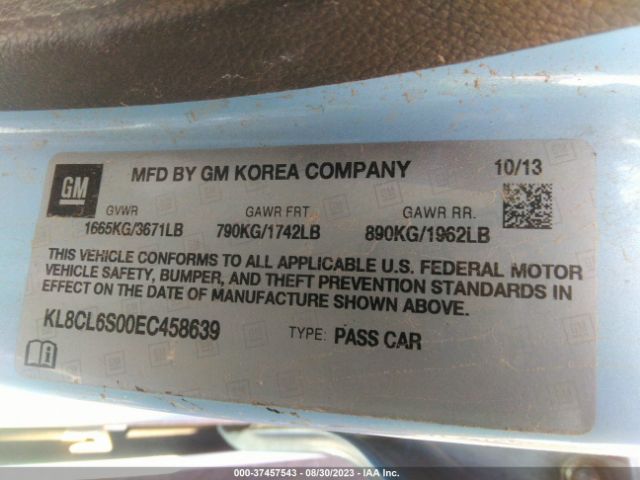 GM
MFD BY GM KOREA COMPANY 10/13
GVWR GAWR FRT. GAWR RR.
1665KG/3671LB 790KG/1742LB 890KG/1962LB
THIS VEHICLE CONFORMS TO ALL APPLICABLE U.S. FEDERAL MOTOR
VEHICLE SAFETY, BUMPER, AND THEFT PREVENTION STANDARDS IN
EFFECT ON THE DATE OF MANUFACTURE SHOWN ABOVE.
KL8CL6S00EC458639 TYPE: PASS CAR
000-37457543 - 08/30/2023 - IAA Inc.